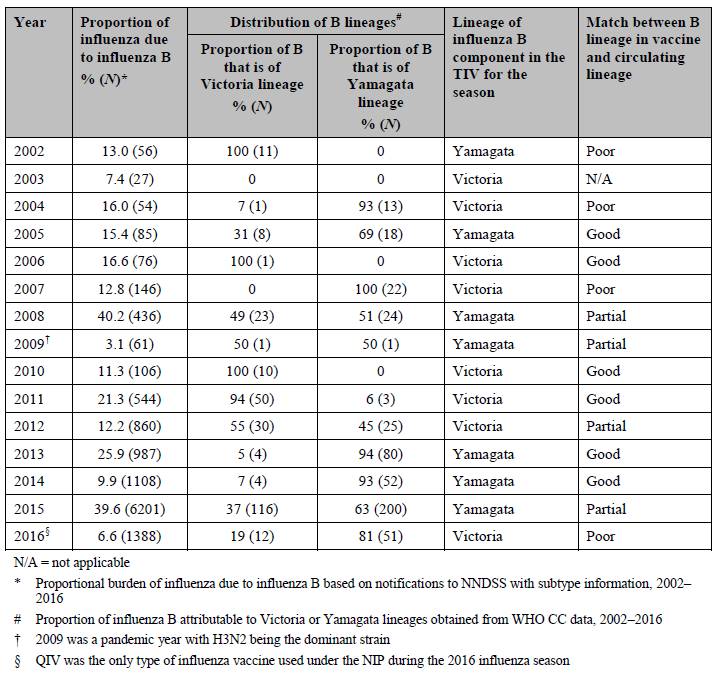 Year Proportion of influenza due to influenza B % (N)* Distribution of B lineages# Lineage of influenza B component in the TIV for the season Match between B lineage in vaccine and circulating lineage
Proportion of B that is of Victoria lineage % (N) Proportion of B that is of Yamagata lineage % (N)
2002 13.0 (56) 100 (11) 0 Yamagata Poor
2003 7.4 (27) 0 0 Victoria N/A
2004 16.0 (54) 7 (1) 93 (13) Victoria Poor
2005 15.4 (85) 31 (8) 69 (18) Yamagata Good
2006 16.6 (76) 100 (1) 0 Victoria Good
2007 12.8 (146) 0 100 (22) Victoria Poor
2008 40.2 (436) 49 (23) 51 (24) Yamagata Partial
2009† 3.1 (61) 50 (1) 50 (1) Yamagata Partial
2010 11.3 (106) 100 (10) 0 Victoria Good
2011 21.3 (544) 94 (50) 6 (3) Victoria Good
2012 12.2 (860) 55 (30) 45 (25) Victoria Partial
2013 25.9 (987) 5 (4) 94 (80) Yamagata Good
2014 9.9 (1108) 7 (4) 93 (52) Yamagata Good
2015 39.6 (6201) 37 (116) 63 (200) Yamagata Partial
2016§ 6.6 (1388) 19 (12) 81 (51) Victoria Poor
N/A = not applicable
* Proportional burden of influenza due to influenza B based on notifications to NNDSS with subtype information, 2002–
2016
# Proportion of influenza B attributable to Victoria or Yamagata lineages obtained from WHO CC data, 2002–2016
† 2009 was a pandemic year with H3N2 being the dominant strain
§ QIV was the only type of influenza vaccine used under the NIP during the 2016 influenza season